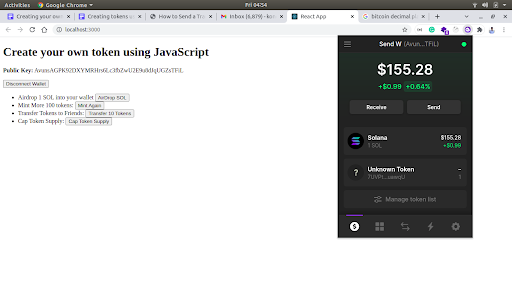 Activities
Google Chrome
Fri 04:54
Creating your own
Creating tokens
How to Send a Tra
Inbox (6,879) - kon
React App
bitcoin decimal pl
localhost:3000
Create your own token using JavaScript
Public Key:
Disconnect Wallet
Airdrop 1 SOL into your wallet AirDrop SOL
Mint More 100 tokens: Mint Again
Transfer Tokens to Friends: Transfer 10 Tokens
Cap Token Supply: Cap Token Supply
Send W (Avun...TFiL)
$155.28
+$0.99 +0.64%
Receive Send
Solana $155.28
1 SOL +$0.99
? Unknown Token –
1
Manage token list